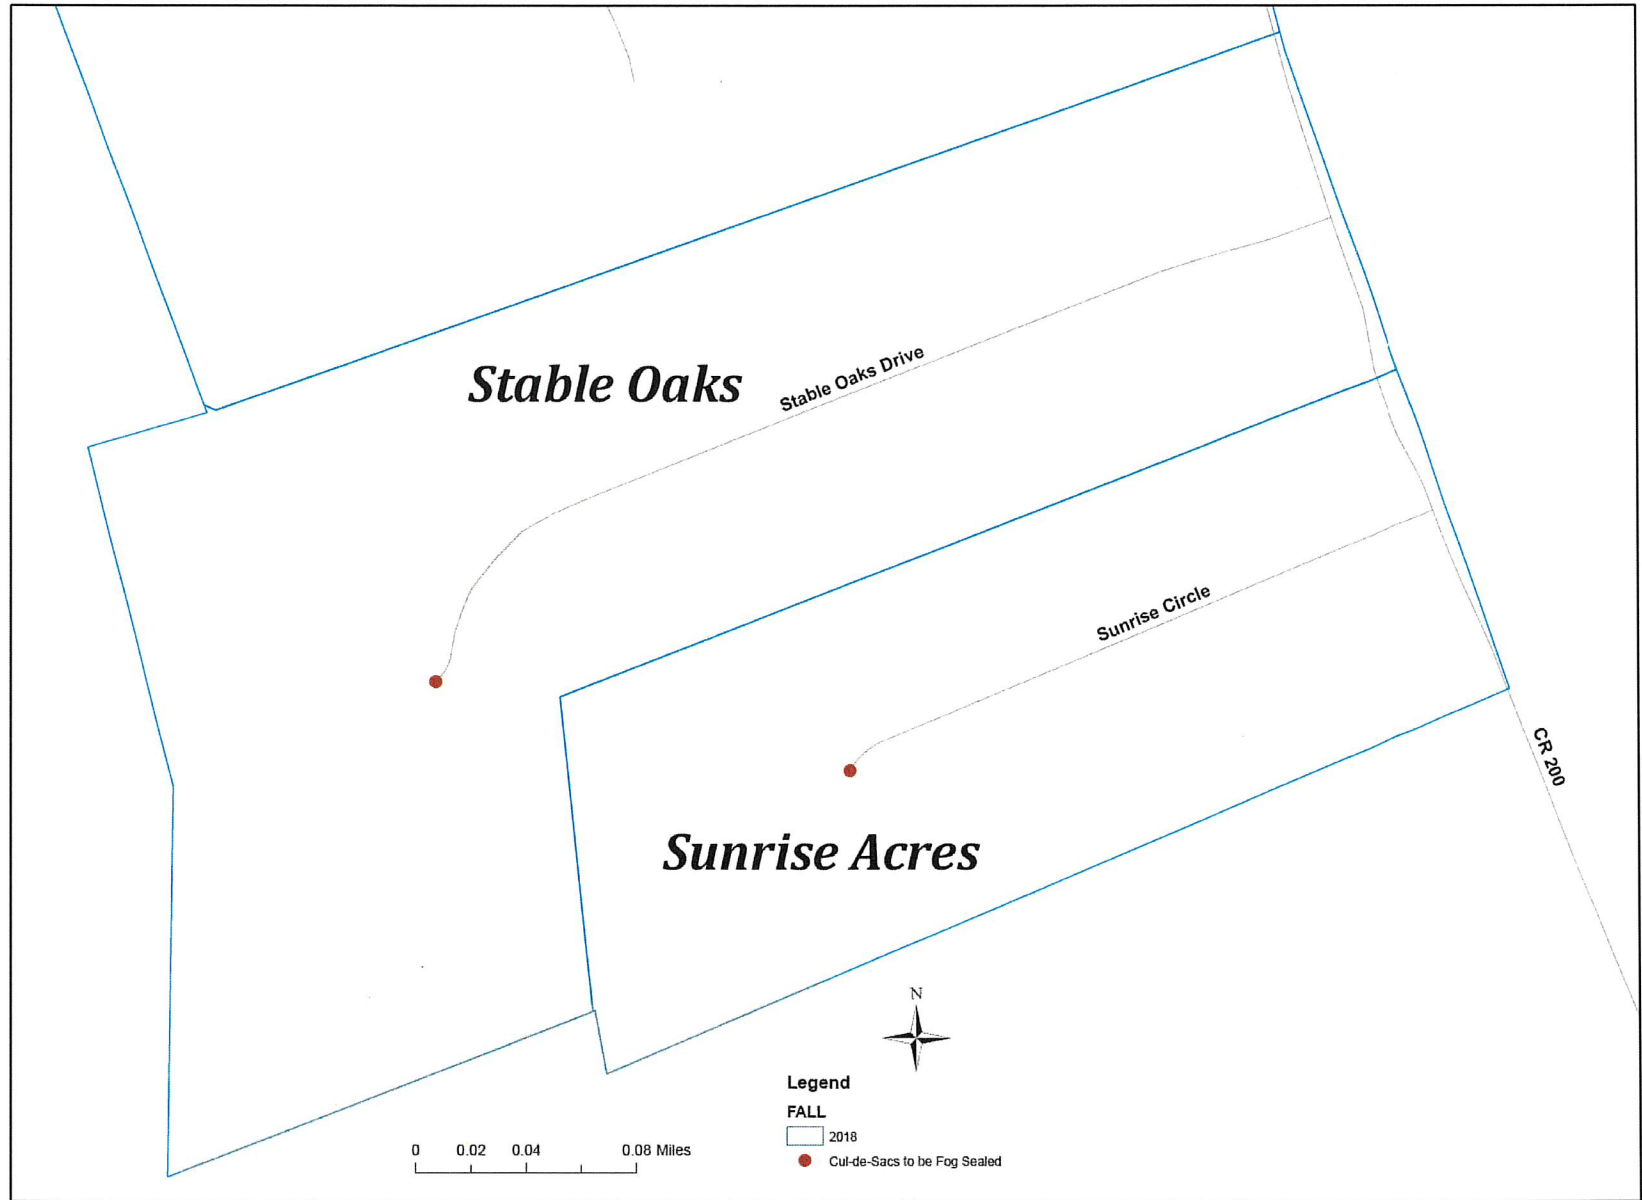 Stable Oaks
Stable Oaks Drive
Sunrise Circle
CR 200
Sunrise Acres
N
Legend
FALL
2018
Cul-de-Sacs to be Fog Sealed
0 0.02 0.04 0.08 Miles